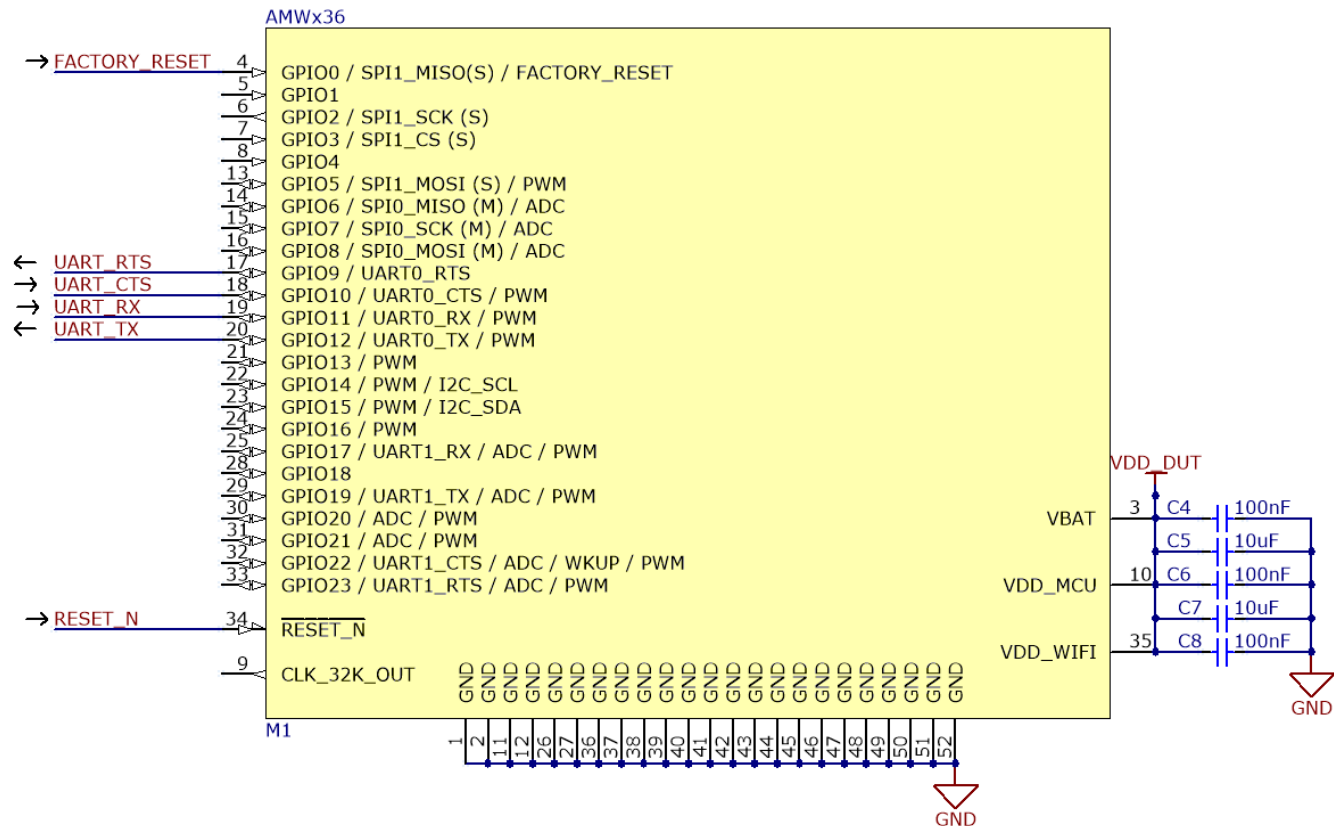 AMWx36
→ FACTORY_RESET 4 GPIO0 / SPI1_MISO(S) / FACTORY_RESET
5 GPIO1
6 GPIO2 / SPI1_SCK (S)
7 GPIO3 / SPI1_CS (S)
8 GPIO4
13 GPIO5 / SPI1_MOSI (S) / PWM
14 GPIO6 / SPI0_MISO (M) / ADC
15 GPIO7 / SPI0_SCK (M) / ADC
16 GPIO8 / SPI0_MOSI (M) / ADC
← UART_RTS 17 GPIO9 / UART0_RTS
→ UART_CTS 18 GPIO10 / UART0_CTS / PWM
→ UART_RX 19 GPIO11 / UART0_RX / PWM
← UART_TX 20 GPIO12 / UART0_TX / PWM
21 GPIO13 / PWM
22 GPIO14 / PWM / I2C_SCL
23 GPIO15 / PWM / I2C_SDA
24 GPIO16 / PWM
25 GPIO17 / UART1_RX / ADC / PWM
28 GPIO18
29 GPIO19 / UART1_TX / ADC / PWM
30 GPIO20 / ADC / PWM
31 GPIO21 / ADC / PWM
32 GPIO22 / UART1_CTS / ADC / WKUP / PWM
33 GPIO23 / UART1_RTS / ADC / PWM
→ RESET_N 34 RESET_N
9 CLK_32K_OUT
VDD_DUT
VBAT 3 C4 100nF
C5 10uF
VDD_MCU 10 C6 100nF
C7 10uF
VDD_WIFI 35 C8 100nF
GND
GND GND GND GND GND GND GND GND GND GND GND GND GND GND GND GND GND GND GND GND GND GND GND
M1
1 2 11 12 26 27 36 37 38 39 40 41 42 43 44 45 46 47 48 49 50 51 52
GND